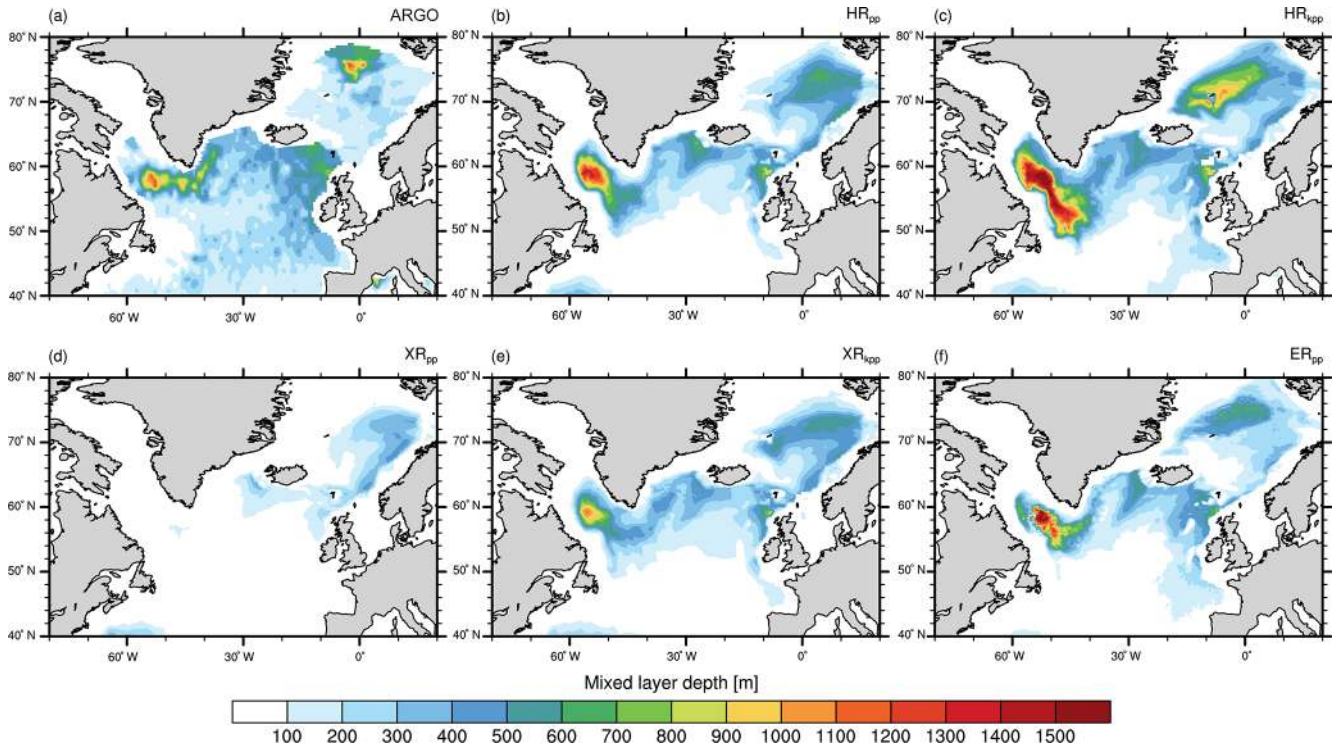 (a) ARGO (b) HRpp (c) HRkpp
80° N 80° N 80° N
70° N 70° N 70° N
60° N 60° N 60° N
50° N 50° N 50° N
40° N 40° N 40° N
60° W 30° W 0° 60° W 30° W 0° 60° W 30° W 0°
(d) XRpp (e) XRkpp (f) ERpp
80° N 80° N 80° N
70° N 70° N 70° N
60° N 60° N 60° N
50° N 50° N 50° N
40° N 40° N 40° N
60° W 30° W 0° 60° W 30° W 0° 60° W 30° W 0°
Mixed layer depth [m]
100 200 300 400 500 600 700 800 900 1000 1100 1200 1300 1400 1500